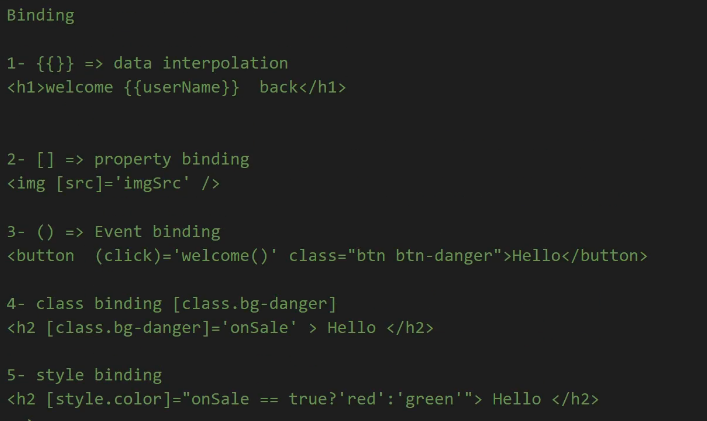 Binding
1- {{}} => data interpolation
<h1>welcome {{userName}}  back</h1>
2- [] => property binding
<img [src]='imgSrc' />
3- () => Event binding
<button  (click)='welcome()' class="btn btn-danger">Hello</button>
4- class binding [class.bg-danger]
<h2 [class.bg-danger]='onSale' > Hello </h2>
5- style binding
<h2 [style.color]="onSale == true?'red':'green'"> Hello </h2>